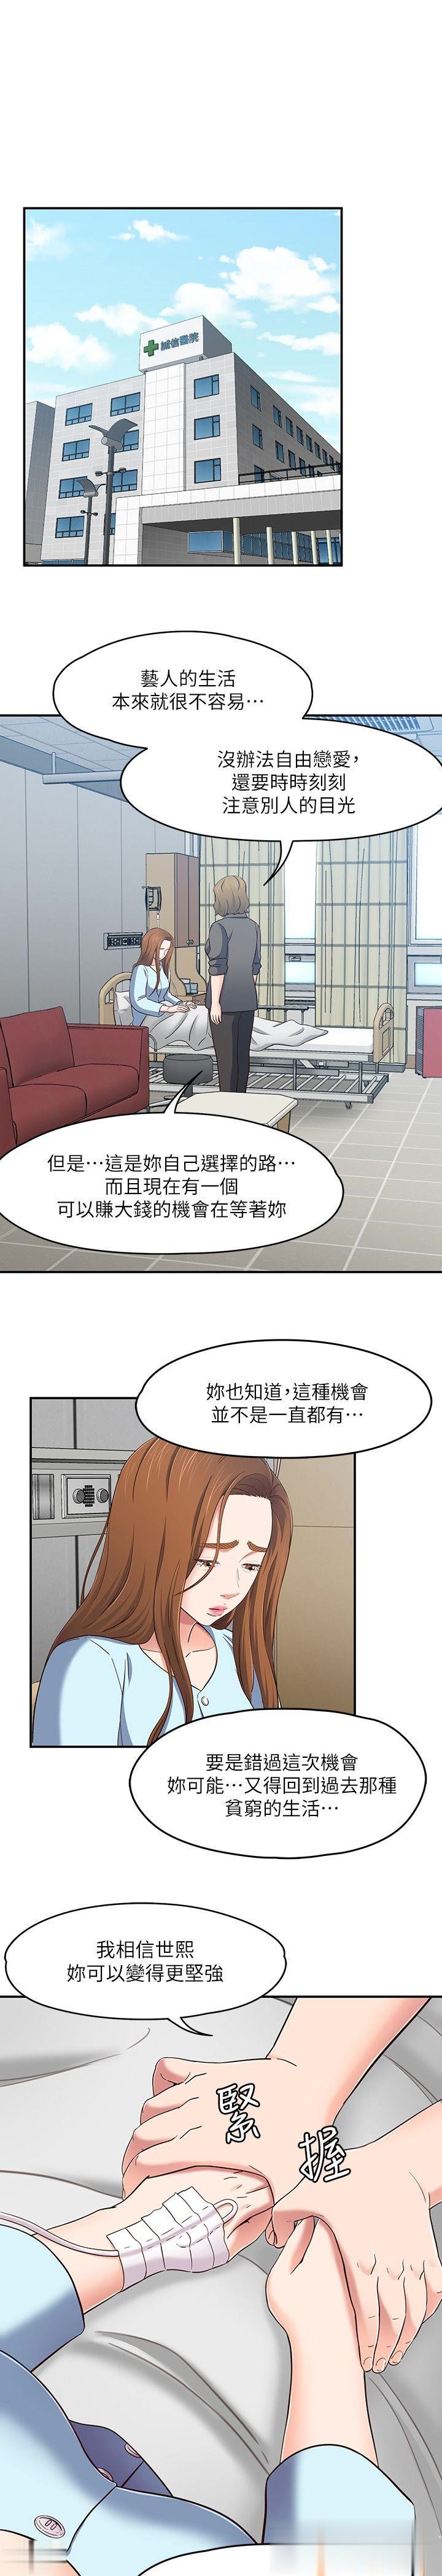 誠信醫院
藝人的生活
本來就很不容易⋯
沒辦法自由戀愛，
還要時時刻刻
注意別人的目光
但是⋯這是妳自己選擇的路⋯
而且現在有一個
可以賺大錢的機會在等著妳
妳也知道，這種機會
並不是一直都有⋯
要是錯過這次機會
妳可能⋯又得回到過去那種
貧窮的生活⋯
我相信世熙
妳可以變得更堅強
緊
握